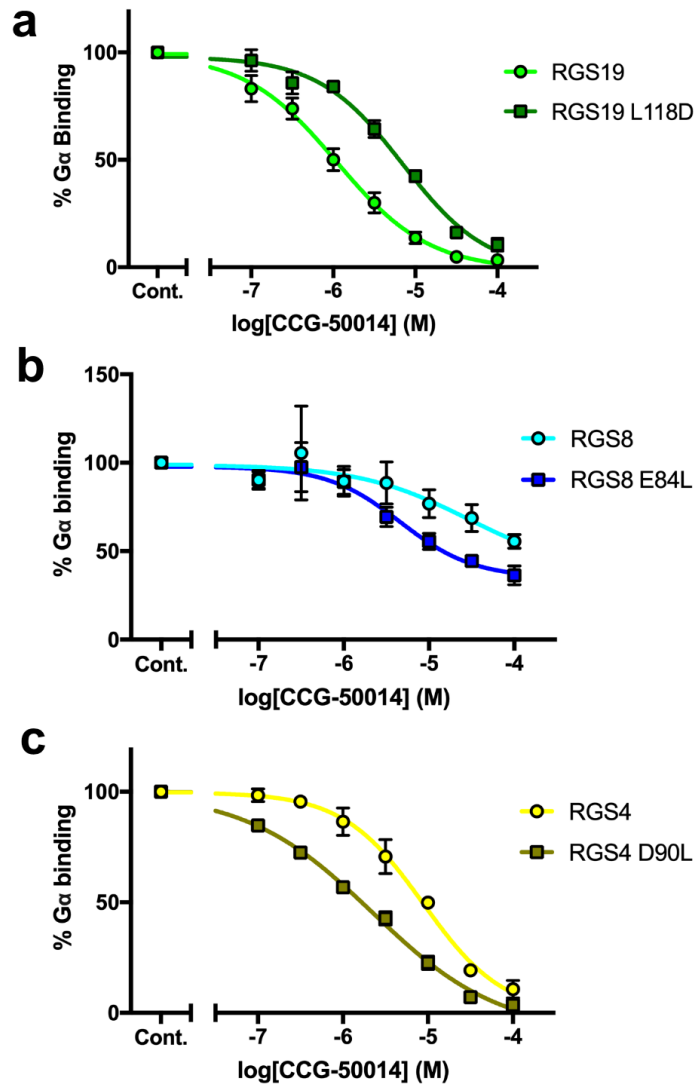 a
% Gα Binding
100
50
0
Cont.
-7
-6
-5
-4
log[CCG-50014] (M)
RGS19
RGS19 L118D
b
% Gα binding
150
100
50
0
Cont.
-7
-6
-5
-4
log[CCG-50014] (M)
RGS8
RGS8 E84L
c
% Gα binding
100
50
0
Cont.
-7
-6
-5
-4
log[CCG-50014] (M)
RGS4
RGS4 D90L